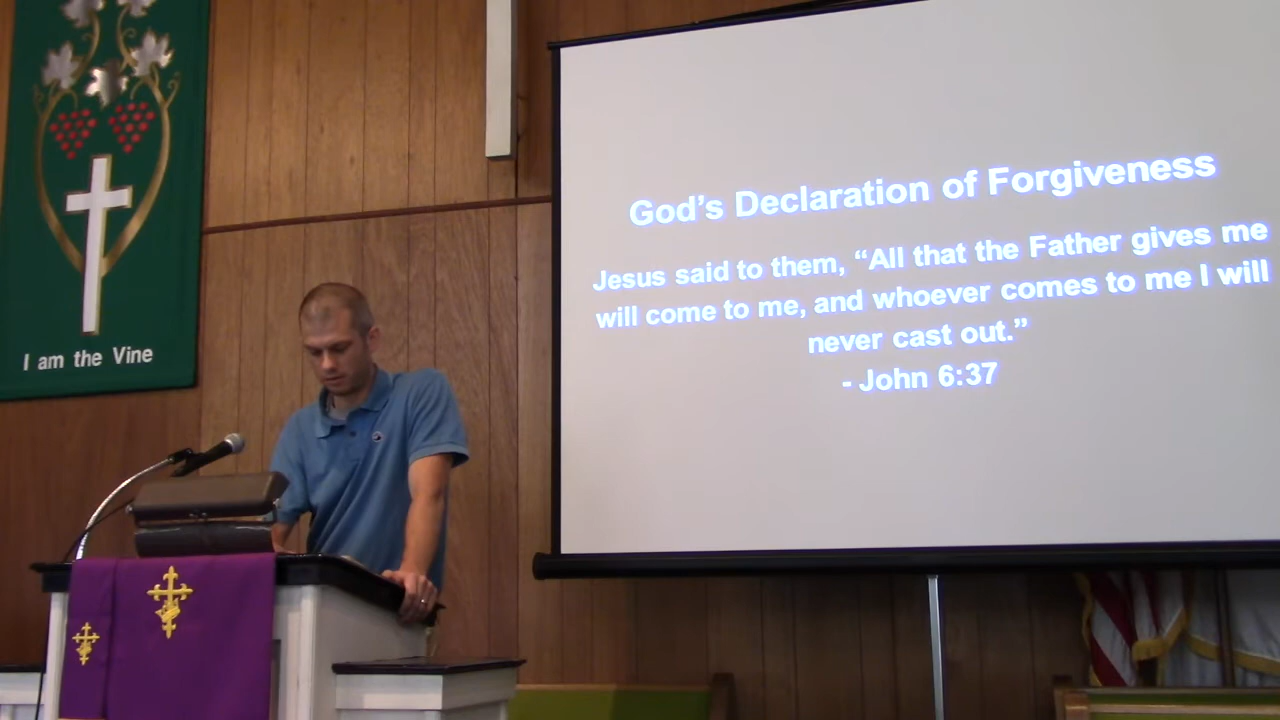 I am the Vine
God's Declaration of Forgiveness
Jesus said to them, “All that the Father gives me
will come to me, and whoever comes to me I will
never cast out.”
- John 6:37